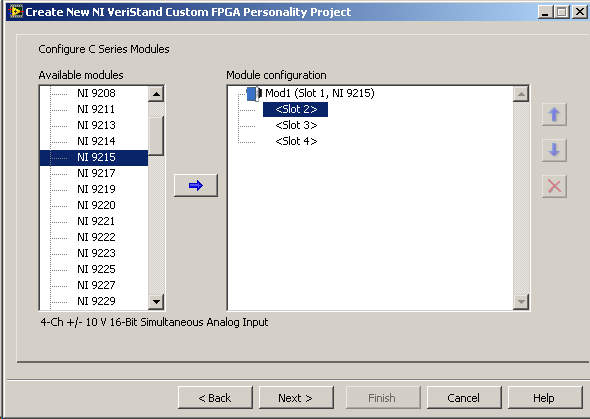 Create New NI VeriStand Custom FPGA Personality Project
Configure C Series Modules
Available modules
NI 9208
NI 9211
NI 9213
NI 9214
NI 9215
NI 9217
NI 9219
NI 9220
NI 9221
NI 9222
NI 9223
NI 9225
NI 9227
NI 9229
Module configuration
Mod1 (Slot 1, NI 9215)
<Slot 2>
<Slot 3>
<Slot 4>
4-Ch +/- 10 V 16-Bit Simultaneous Analog Input
< Back
Next >
Finish
Cancel
Help